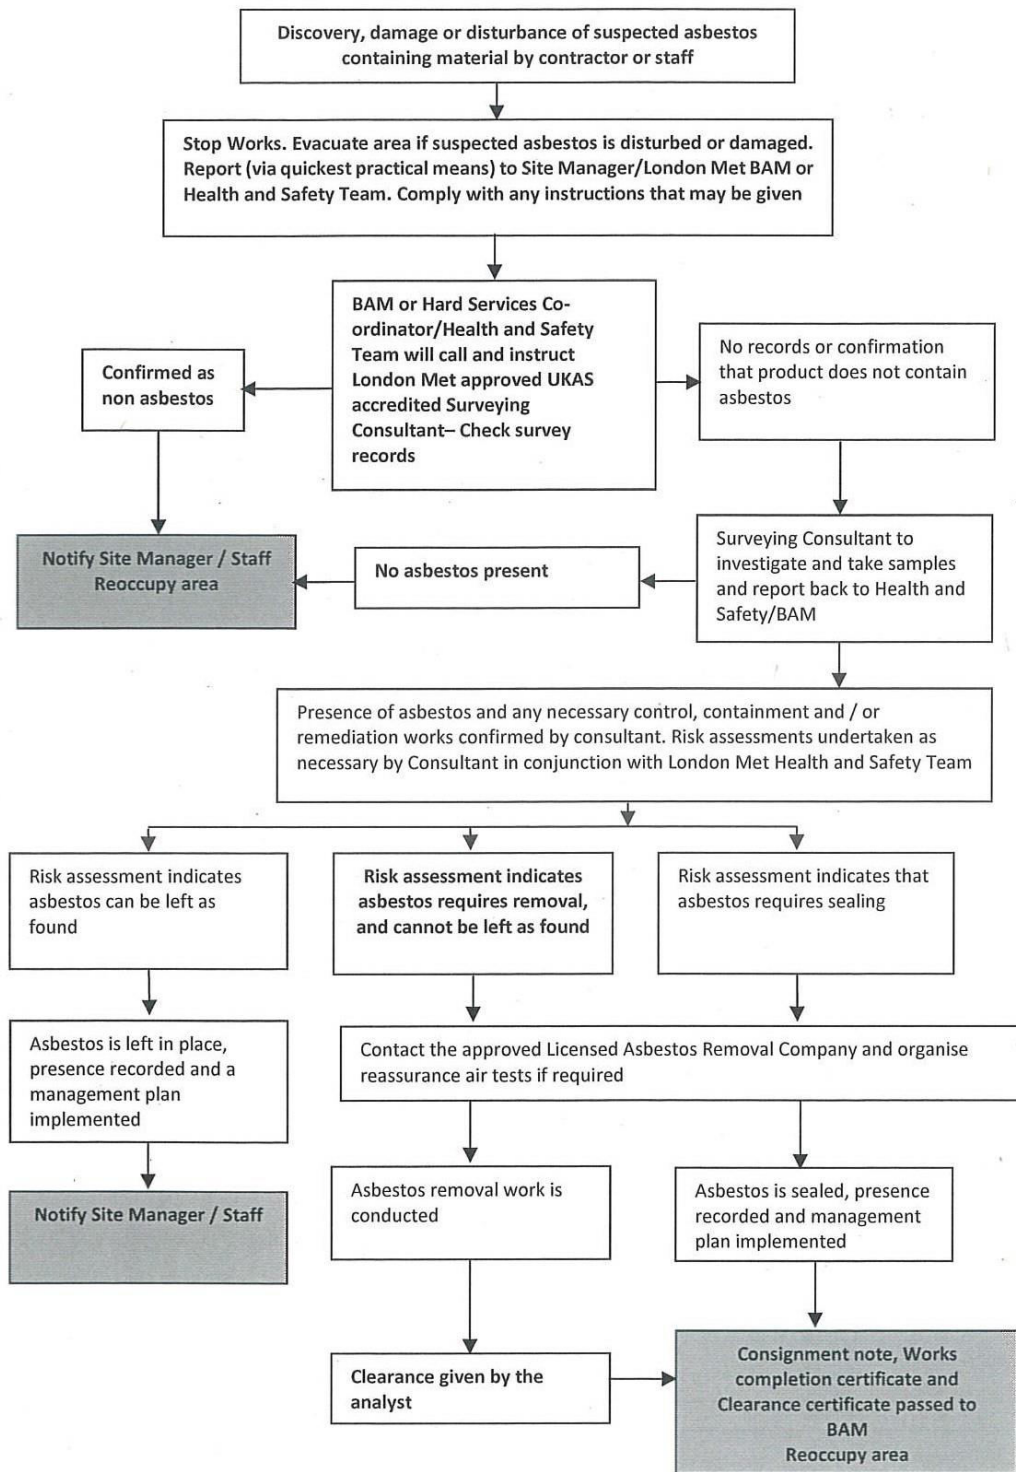 Discovery, damage or disturbance of suspected asbestos
containing material by contractor or staff
Stop Works. Evacuate area if suspected asbestos is disturbed or damaged.
Report (via quickest practical means) to Site Manager/London Met BAM or
Health and Safety Team. Comply with any instructions that may be given
BAM or Hard Services Co-
ordinator/Health and Safety
Team will call and instruct
London Met approved UKAS
accredited Surveying
Consultant– Check survey
records
Confirmed as
non asbestos
No records or confirmation
that product does not contain
asbestos
Notify Site Manager / Staff
Reoccupy area
No asbestos present
Surveying Consultant to
investigate and take samples
and report back to Health and
Safety/BAM
Presence of asbestos and any necessary control, containment and / or
remediation works confirmed by consultant. Risk assessments undertaken as
necessary by Consultant in conjunction with London Met Health and Safety Team
Risk assessment indicates
asbestos can be left as
found
Risk assessment indicates
asbestos requires removal,
and cannot be left as found
Risk assessment indicates that
asbestos requires sealing
Asbestos is left in place,
presence recorded and a
management plan
implemented
Contact the approved Licensed Asbestos Removal Company and organise
reassurance air tests if required
Notify Site Manager / Staff
Asbestos removal work is
conducted
Asbestos is sealed, presence
recorded and management
plan implemented
Clearance given by the
analyst
Consignment note, Works
completion certificate and
Clearance certificate passed to
BAM
Reoccupy area